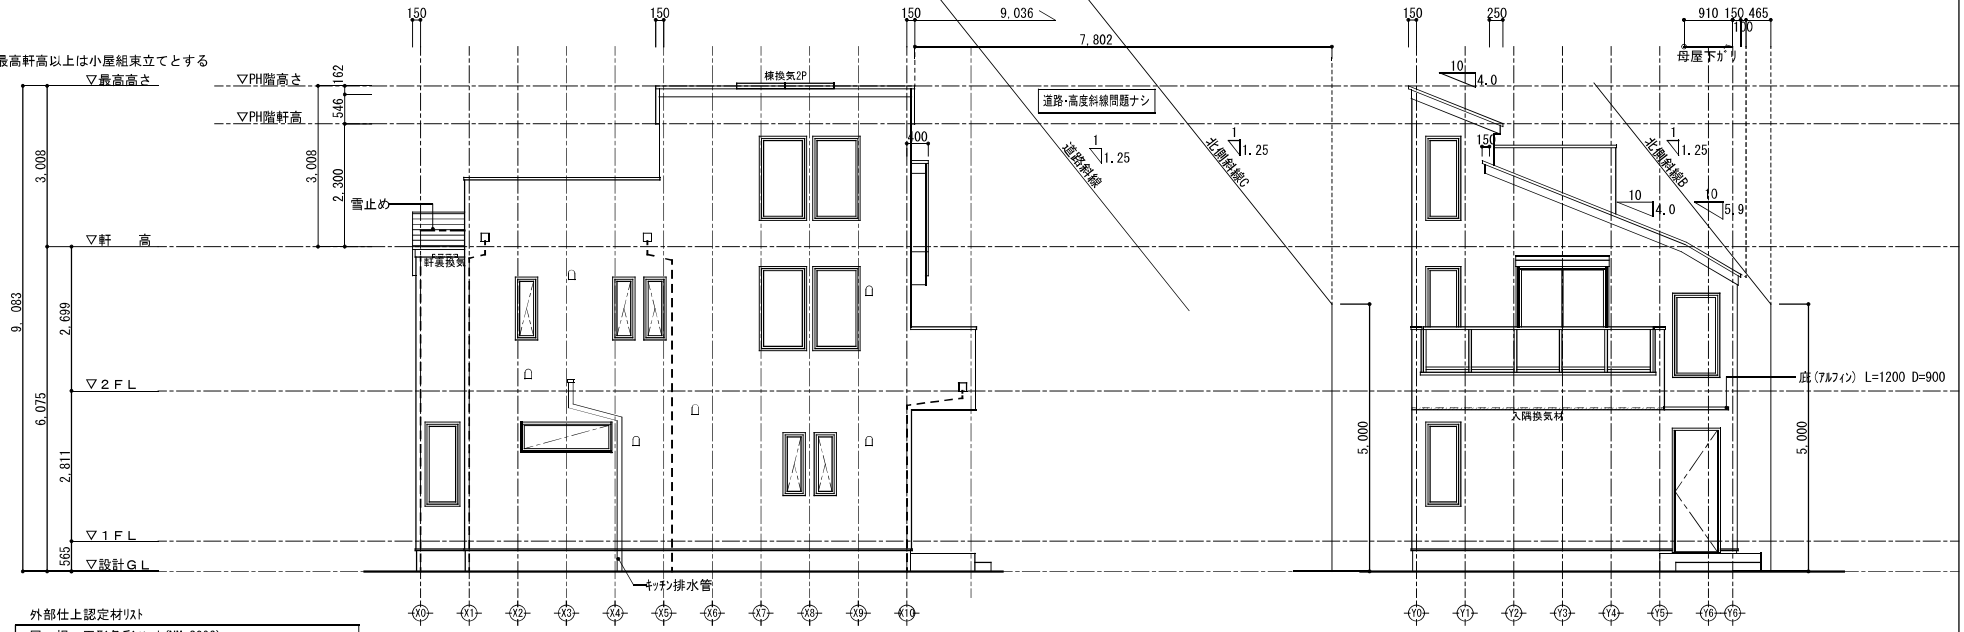 150
150
150
9,036
7,802
150
250
910 150 465
100
母屋下がり
最高軒高以上は小屋組束立てとする
▽最高高さ
▽PH階高さ
162
546
▽PH階軒高
棟換気2P
道路・高度斜線問題ナシ
10
4.0
400
1
1.25
道路斜線
1
1.25
北側斜線C
150
1
1.25
北側斜線B
10
4.0
10
5.9
3,008
3,008
2,300
雪止め
▽軒 高
軒裏換気
9,083
2,699
6,075
▽2FL
庇(アルフィン) L=1200 D=900
入隅換気材
5,000
5,000
2,811
▽1FL
565
▽設計GL
キッチン排水管
X0 X1 X2 X3 X4 X5 X6 X7 X8 X9 X10
Y0 Y1 Y2 Y3 Y4 Y5 Y6 Y6
外部仕上認定材リスト